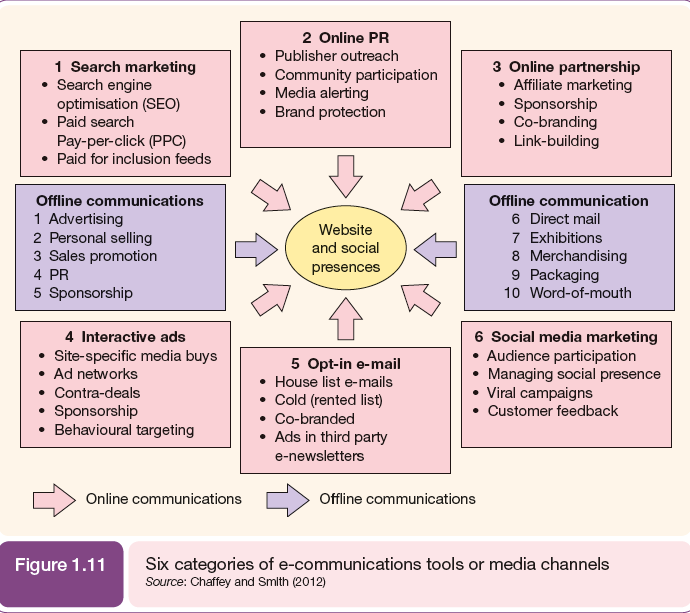 1 Search marketing
• Search engine
optimisation (SEO)
• Paid search
Pay-per-click (PPC)
• Paid for inclusion feeds
2 Online PR
• Publisher outreach
• Community participation
• Media alerting
• Brand protection
3 Online partnership
• Affiliate marketing
• Sponsorship
• Co-branding
• Link-building
Offline communications
1 Advertising
2 Personal selling
3 Sales promotion
4 PR
5 Sponsorship
Website
and social
presences
Offline communication
6 Direct mail
7 Exhibitions
8 Merchandising
9 Packaging
10 Word-of-mouth
4 Interactive ads
• Site-specific media buys
• Ad networks
• Contra-deals
• Sponsorship
• Behavioural targeting
5 Opt-in e-mail
• House list e-mails
• Cold (rented list)
• Co-branded
• Ads in third party
e-newsletters
6 Social media marketing
• Audience participation
• Managing social presence
• Viral campaigns
• Customer feedback
Online communications
Offline communications
Figure 1.11
Six categories of e-communications tools or media channels
Source: Chaffey and Smith (2012)